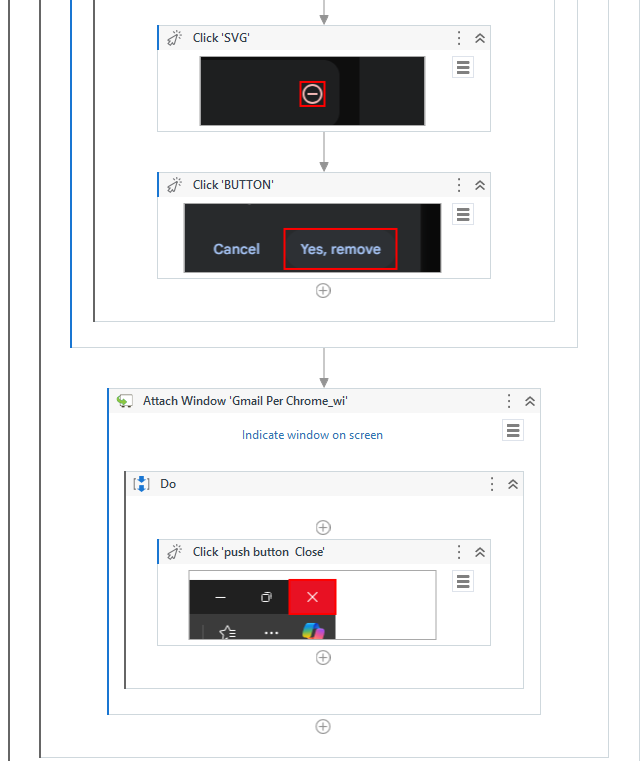 Click 'SVG'
Click 'BUTTON'
Cancel
Yes, remove
Attach Window 'Gmail Per Chrome_wi'
Indicate window on screen
Do
Click 'push button  Close'